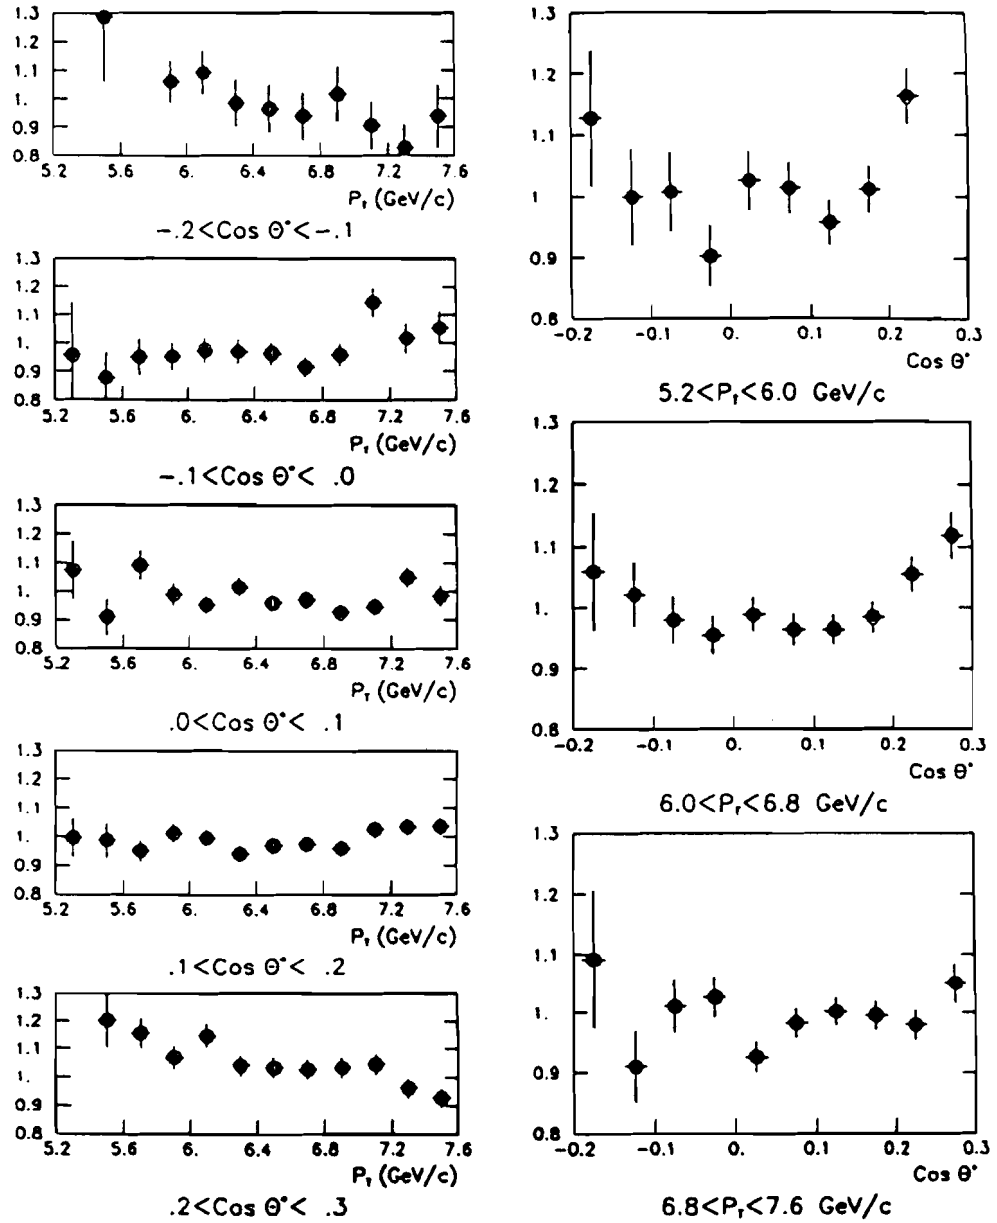 1.3
1.2
1.1
1.
0.9
0.8
5.2 5.6 6. 6.4 6.8 7.2 7.6
P_T (GeV/c)
-.2<Cos Θ*<-.1
1.3
1.2
1.1
1.
0.9
0.8
5.2 5.6 6. 6.4 6.8 7.2 7.6
P_T (GeV/c)
-.1<Cos Θ*< .0
1.3
1.2
1.1
1.
0.9
0.8
5.2 5.6 6. 6.4 6.8 7.2 7.6
P_T (GeV/c)
.0<Cos Θ*< .1
1.3
1.2
1.1
1.
0.9
0.8
5.2 5.6 6. 6.4 6.8 7.2 7.6
P_T (GeV/c)
.1<Cos Θ*< .2
1.3
1.2
1.1
1.
0.9
0.8
5.2 5.6 6. 6.4 6.8 7.2 7.6
P_T (GeV/c)
.2<Cos Θ*< .3
1.3
1.2
1.1
1.
0.9
0.8
-0.2 -0.1 0. 0.1 0.2 0.3
Cos Θ*
5.2<P_T<6.0 GeV/c
1.3
1.2
1.1
1.
0.9
0.8
-0.2 -0.1 0. 0.1 0.2 0.3
Cos Θ*
6.0<P_T<6.8 GeV/c
1.3
1.2
1.1
1.
0.9
0.8
-0.2 -0.1 0. 0.1 0.2 0.3
Cos Θ*
6.8<P_T<7.6 GeV/c